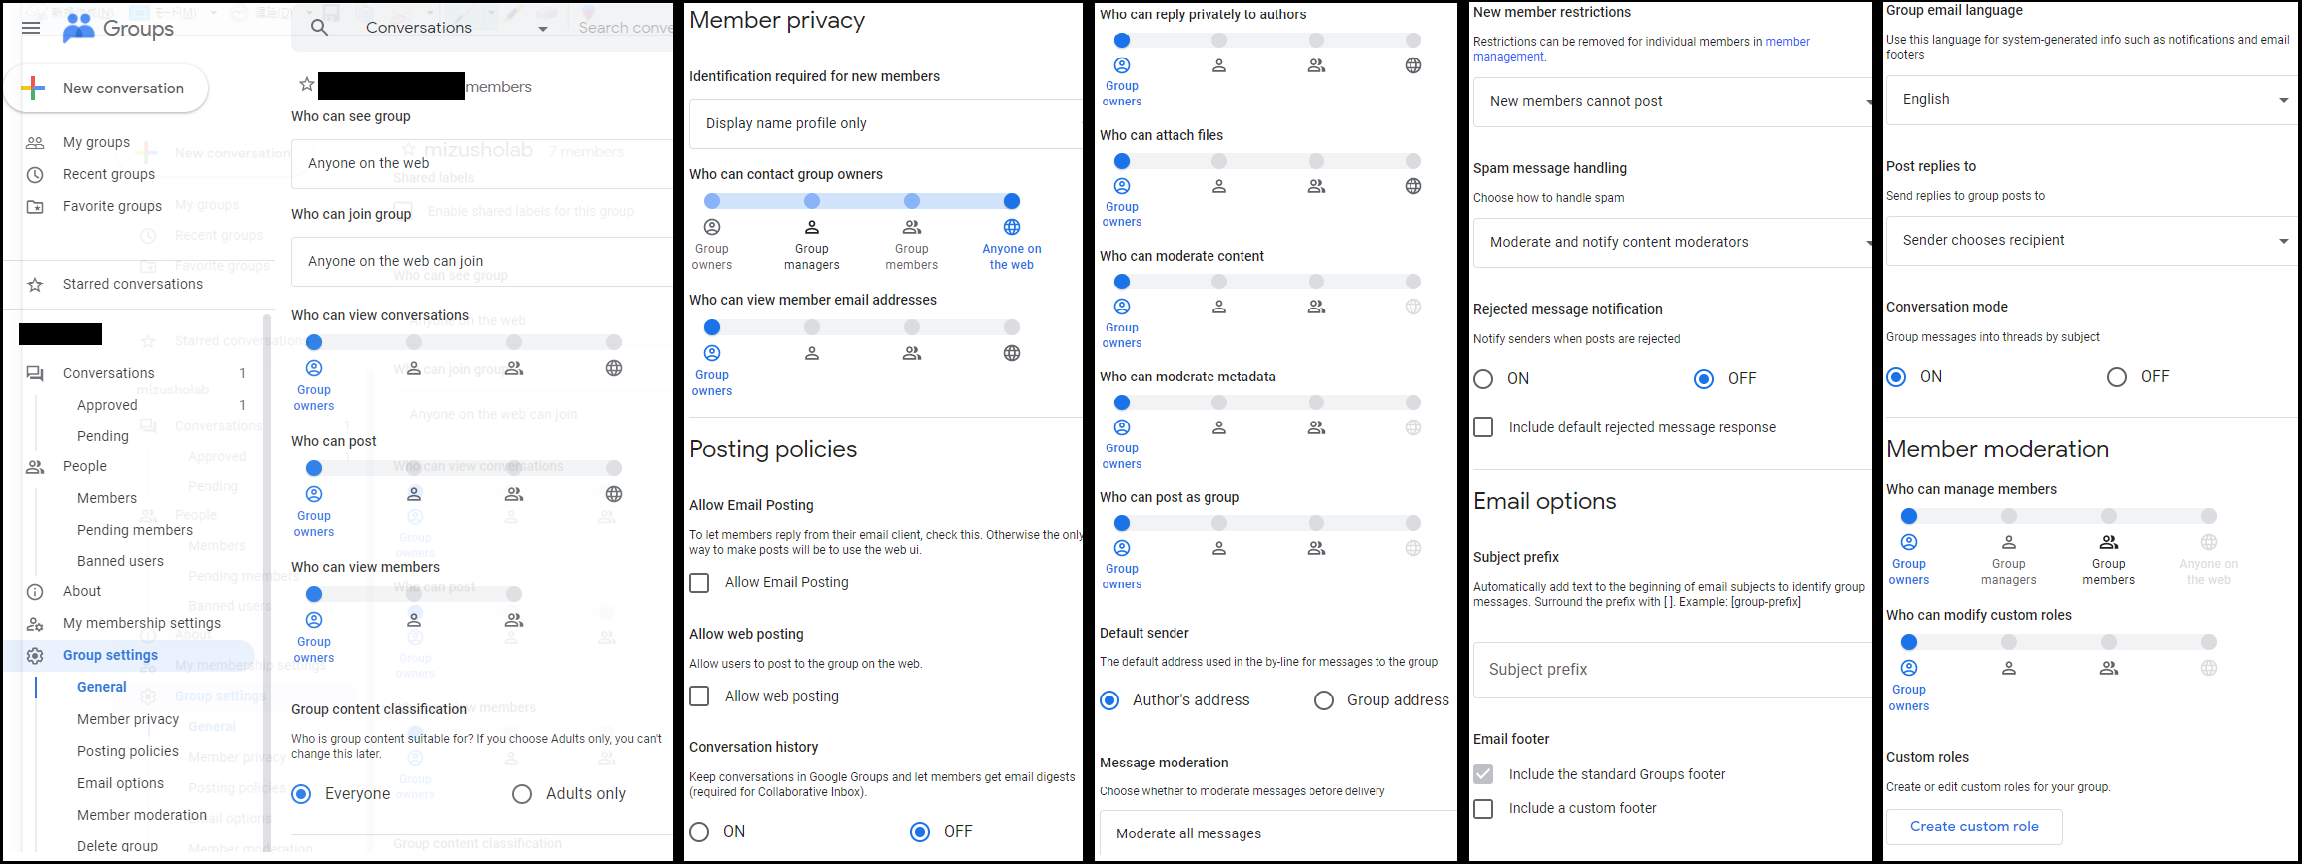 Groups
Conversations
Search conve
New conversation
members
My groups
Recent groups
Favorite groups
Starred conversations
Conversations 1
Approved 1
Pending
People
Members
Pending members
Banned users
About
My membership settings
Group settings
General
Member privacy
Posting policies
Email options
Member moderation
Delete group
Who can see group
Anyone on the web
Who can join group
Anyone on the web can join
Who can view conversations
Group
owners
Who can post
Group
owners
Who can view members
Group
owners
Group content classification
Who is group content suitable for? If you choose Adults only, you can't
change this later.
Everyone
Adults only
mizusholab 7 members
Shared labels
Enable shared labels for this group
Member privacy
Identification required for new members
Display name profile only
Who can contact group owners
Group
owners
Group
managers
Group
members
Anyone on
the web
Who can view member email addresses
Group
owners
Posting policies
Allow Email Posting
To let members reply from their email client, check this. Otherwise the only
way to make posts will be to use the web ui.
Allow Email Posting
Allow web posting
Allow users to post to the group on the web.
Allow web posting
Conversation history
Keep conversations in Google Groups and let members get email digests
(required for Collaborative Inbox).
ON
OFF
Who can reply privately to authors
Group
owners
Who can attach files
Group
owners
Who can moderate content
Group
owners
Who can moderate metadata
Group
owners
Who can post as group
Group
owners
Default sender
The default address used in the by-line for messages to the group
Author's address
Group address
Message moderation
Choose whether to moderate messages before delivery
Moderate all messages
New member restrictions
Restrictions can be removed for individual members in member
management.
New members cannot post
Spam message handling
Choose how to handle spam
Moderate and notify content moderators
Rejected message notification
Notify senders when posts are rejected
ON
OFF
Include default rejected message response
Email options
Subject prefix
Automatically add text to the beginning of email subjects to identify group
messages. Surround the prefix with [ ]. Example: [group-prefix]
Subject prefix
Email footer
Include the standard Groups footer
Include a custom footer
Group email language
Use this language for system-generated info such as notifications and email
footers
English
Post replies to
Send replies to group posts to
Sender chooses recipient
Conversation mode
Group messages into threads by subject
ON
OFF
Member moderation
Who can manage members
Group
owners
Group
managers
Group
members
Anyone on
the web
Who can modify custom roles
Group
owners
Custom roles
Create or edit custom roles for your group.
Create custom role